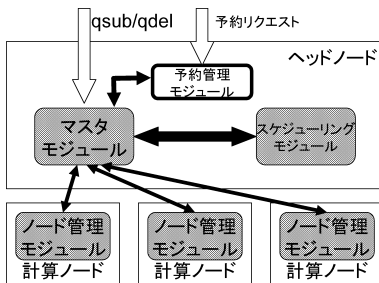 qsub/qdel
予約リクエスト
ヘッドノード
予約管理
モジュール
マスタ
モジュール
スケジューリング
モジュール
ノード管理
モジュール
計算ノード
ノード管理
モジュール
計算ノード
ノード管理
モジュール
計算ノード